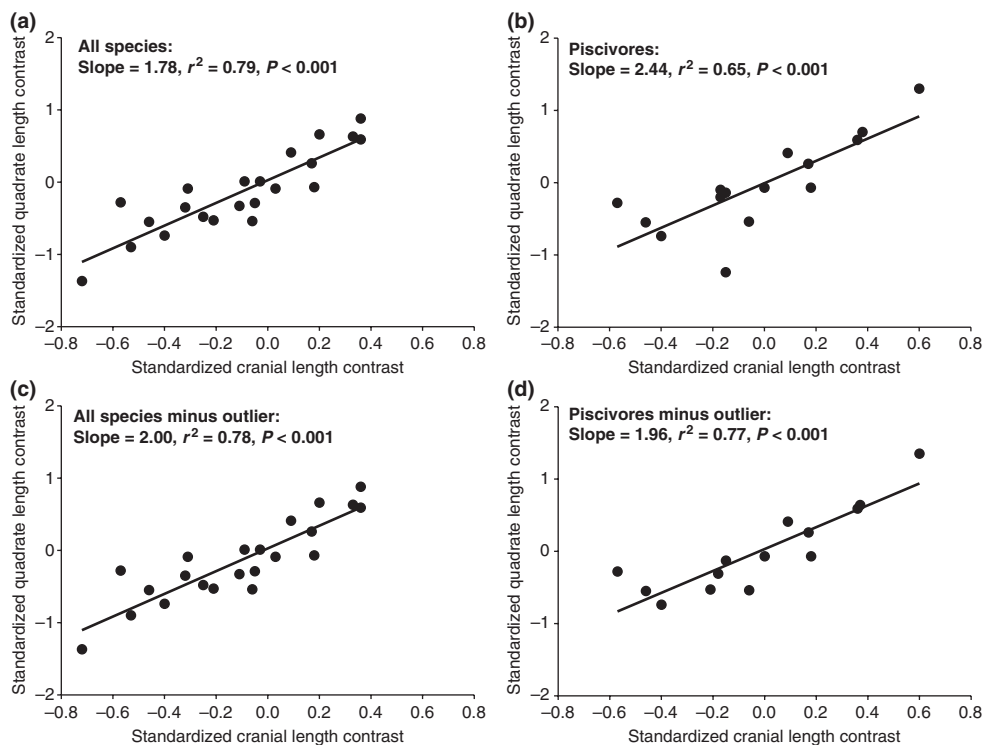 (a)
All species:
Slope = 1.78, r² = 0.79, P < 0.001
Standardized quadrate length contrast
2
1
0
–1
–2
–0.8 –0.6 –0.4 –0.2 0.0 0.2 0.4 0.6 0.8
Standardized cranial length contrast
(b)
Piscivores:
Slope = 2.44, r² = 0.65, P < 0.001
Standardized quadrate length contrast
2
1
0
–1
–2
–0.8 –0.6 –0.4 –0.2 0.0 0.2 0.4 0.6 0.8
Standardized cranial length contrast
(c)
All species minus outlier:
Slope = 2.00, r² = 0.78, P < 0.001
Standardized quadrate length contrast
2
1
0
–1
–2
–0.8 –0.6 –0.4 –0.2 0.0 0.2 0.4 0.6 0.8
Standardized cranial length contrast
(d)
Piscivores minus outlier:
Slope = 1.96, r² = 0.77, P < 0.001
Standardized quadrate length contrast
2
1
0
–1
–2
–0.8 –0.6 –0.4 –0.2 0.0 0.2 0.4 0.6 0.8
Standardized cranial length contrast